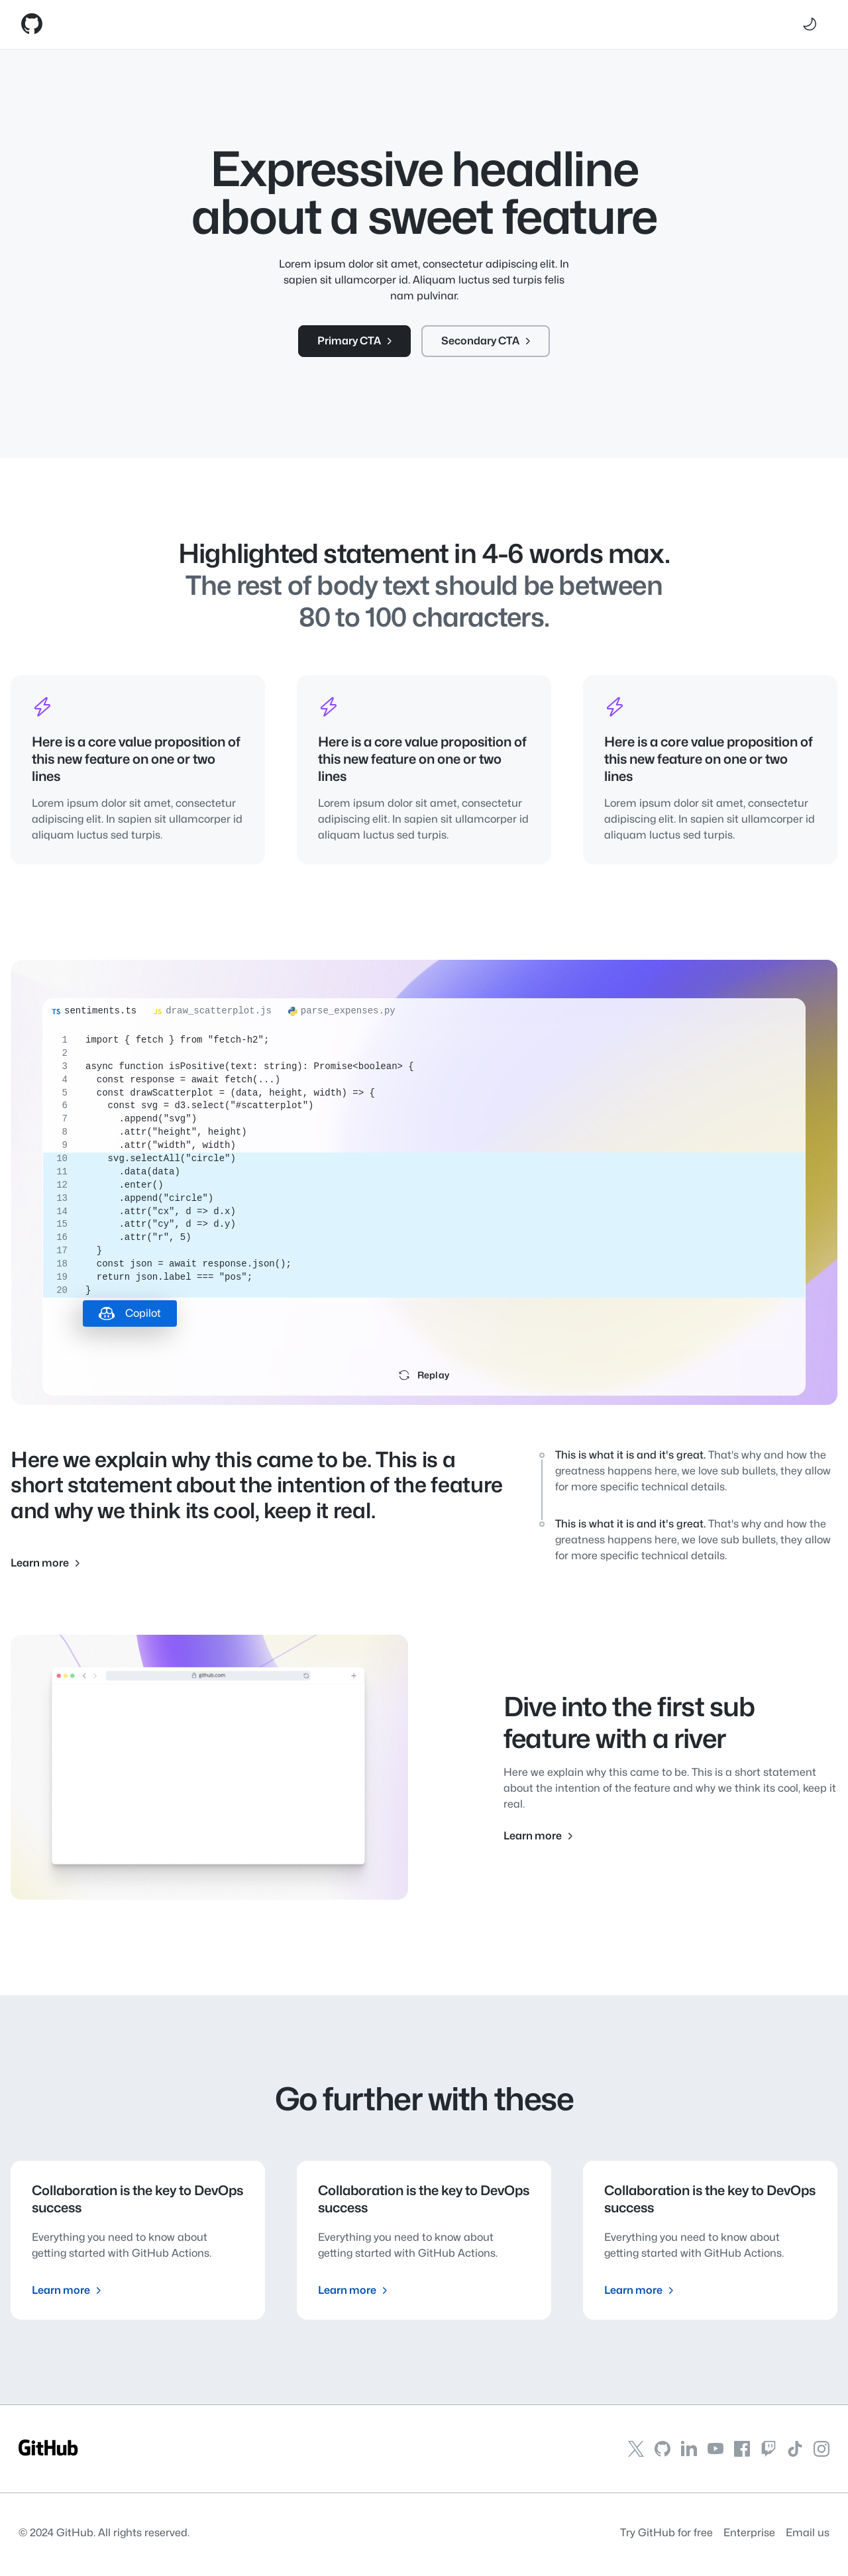 Expressive headline
about a sweet feature
Lorem ipsum dolor sit amet, consectetur adipiscing elit. In
sapien sit ullamcorper id. Aliquam luctus sed turpis felis
nam pulvinar.
Primary CTA
Secondary CTA
Highlighted statement in 4-6 words max.
The rest of body text should be between
80 to 100 characters.
Here is a core value proposition of
this new feature on one or two
lines
Lorem ipsum dolor sit amet, consectetur
adipiscing elit. In sapien sit ullamcorper id
aliquam luctus sed turpis.
Here is a core value proposition of
this new feature on one or two
lines
Lorem ipsum dolor sit amet, consectetur
adipiscing elit. In sapien sit ullamcorper id
aliquam luctus sed turpis.
Here is a core value proposition of
this new feature on one or two
lines
Lorem ipsum dolor sit amet, consectetur
adipiscing elit. In sapien sit ullamcorper id
aliquam luctus sed turpis.
TS sentiments.ts JS draw_scatterplot.js parse_expenses.py
1 import { fetch } from "fetch-h2";
2
3 async function isPositive(text: string): Promise<boolean> {
4 const response = await fetch(...)
5 const drawScatterplot = (data, height, width) => {
6 const svg = d3.select("#scatterplot")
7 .append("svg")
8 .attr("height", height)
9 .attr("width", width)
10 svg.selectAll("circle")
11 .data(data)
12 .enter()
13 .append("circle")
14 .attr("cx", d => d.x)
15 .attr("cy", d => d.y)
16 .attr("r", 5)
17 }
18 const json = await response.json();
19 return json.label === "pos";
20 }
Copilot
Replay
Here we explain why this came to be. This is a
short statement about the intention of the feature
and why we think its cool, keep it real.
Learn more
This is what it is and it's great. That's why and how the
greatness happens here, we love sub bullets, they allow
for more specific technical details.
This is what it is and it's great. That's why and how the
greatness happens here, we love sub bullets, they allow
for more specific technical details.
github.com
Dive into the first sub
feature with a river
Here we explain why this came to be. This is a short statement
about the intention of the feature and why we think its cool, keep it
real.
Learn more
Go further with these
Collaboration is the key to DevOps
success
Everything you need to know about
getting started with GitHub Actions.
Learn more
Collaboration is the key to DevOps
success
Everything you need to know about
getting started with GitHub Actions.
Learn more
Collaboration is the key to DevOps
success
Everything you need to know about
getting started with GitHub Actions.
Learn more
GitHub
© 2024 GitHub. All rights reserved.
Try GitHub for free Enterprise Email us